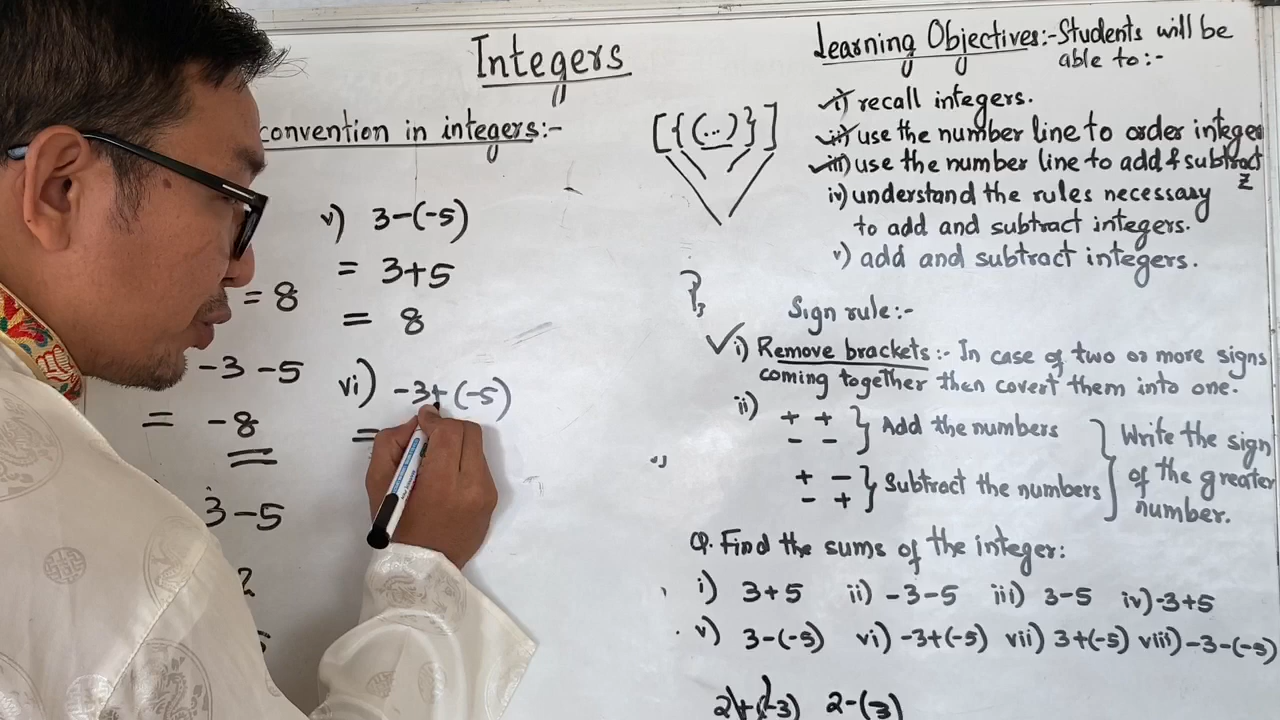 Integers
convention in integers:-
= 8
-3 -5
= -8
3-5
2
v) 3-(-5)
= 3+5
= 8
vi) -3+(-5)
=
[{(...)}]
Learning Objectives:- Students will be
able to:-
i) recall integers.
ii) use the number line to order integer
iii) use the number line to add & subtract
Z
iv) understand the rules necessary
to add and subtract integers.
v) add and subtract integers.
Sign rule:-
i) Remove brackets:- In case of two or more signs
coming together then covert them into one.
ii) + + } Add the numbers
- -
+ - } Subtract the numbers
- +
} Write the sign
of the greater
number.
Q. Find the sums of the integer:
i) 3+5 ii) -3-5 iii) 3-5 iv) -3+5
v) 3-(-5) vi) -3+(-5) vii) 3+(-5) viii) -3-(-3)
2+(-3) 2-(3)